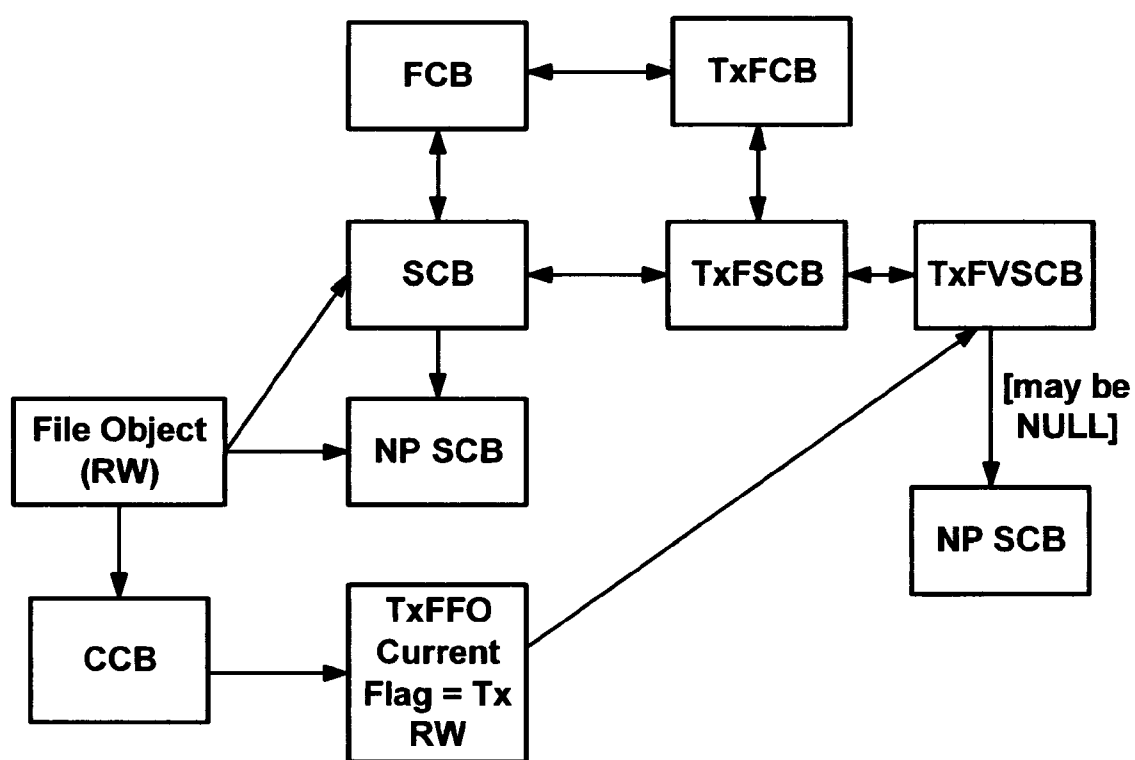 FCB
TxFCB
SCB
TxFSCB
TxFVSCB
[may be
NULL]
File Object
(RW)
NP SCB
NP SCB
CCB
TxFFO
Current
Flag = Tx
RW